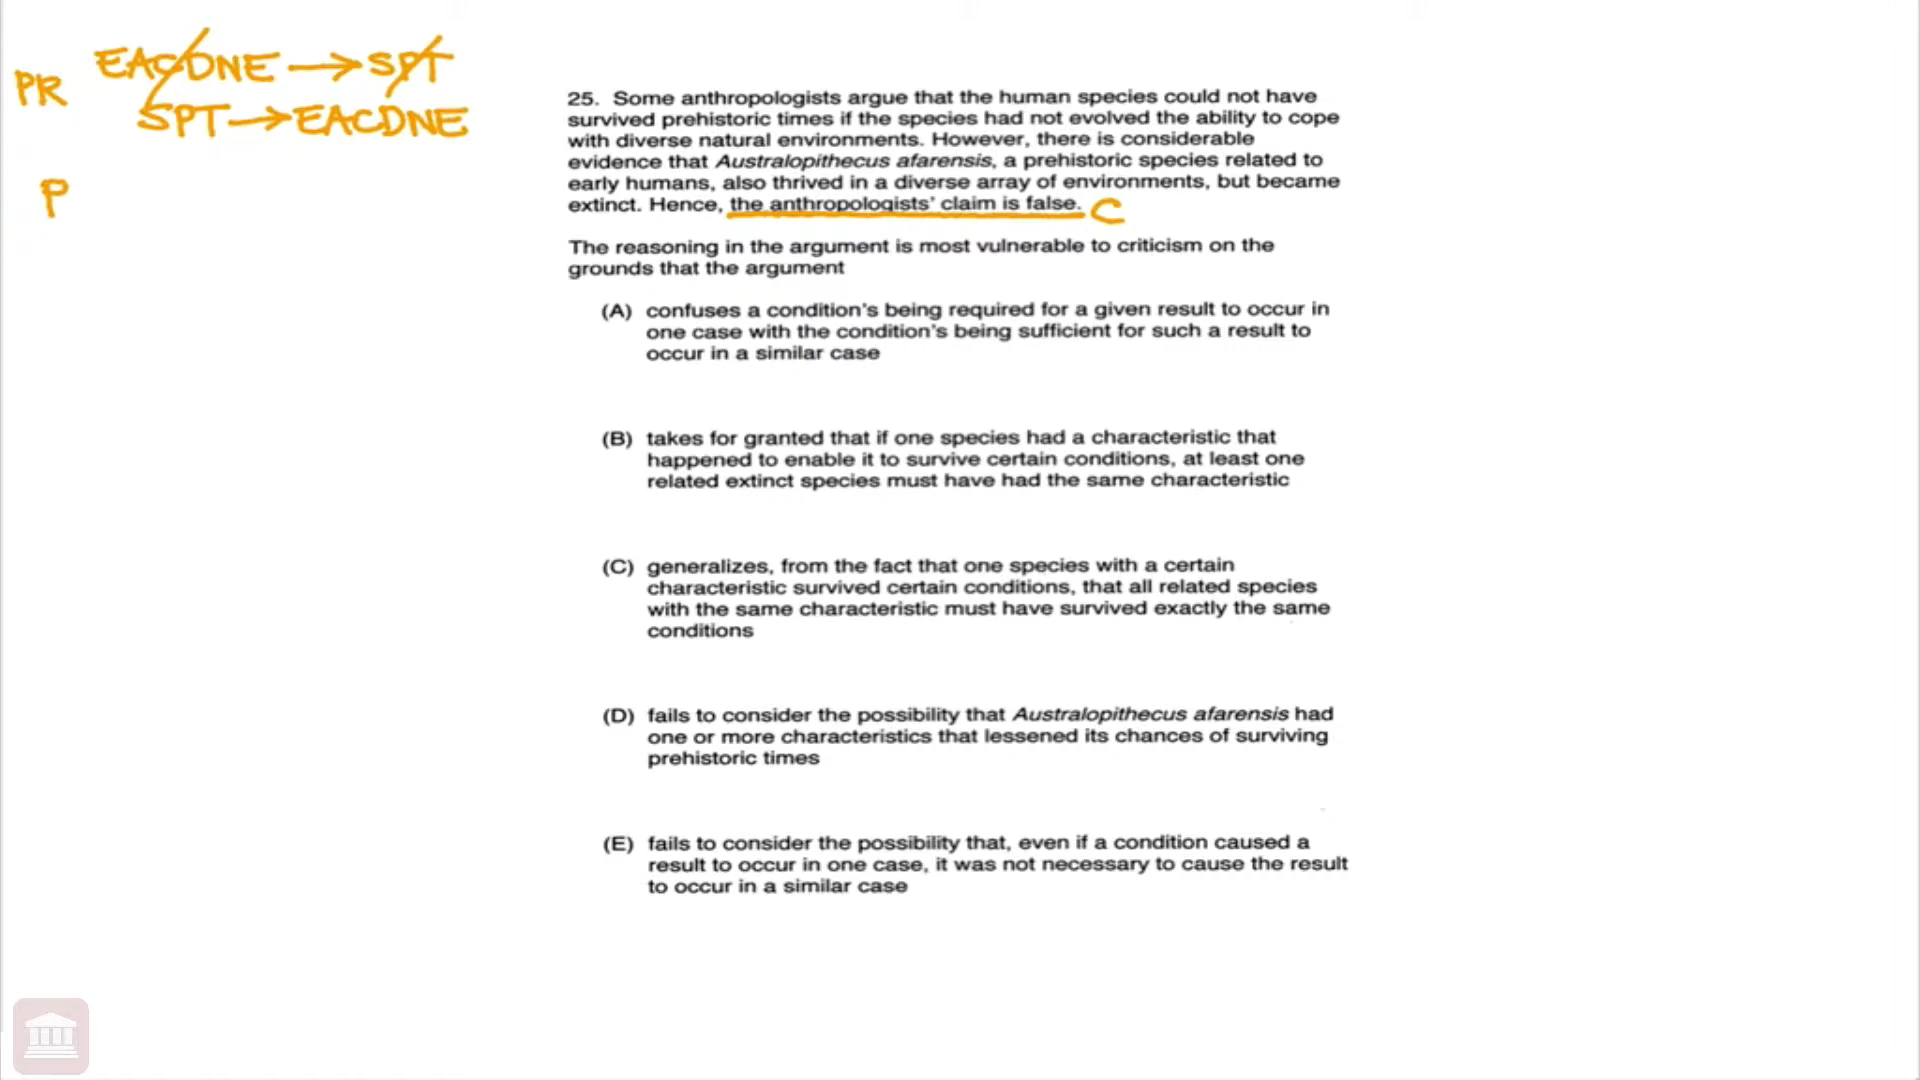 PR EACDNE → SPT
SPT → EACDNE
P
25. Some anthropologists argue that the human species could not have
survived prehistoric times if the species had not evolved the ability to cope
with diverse natural environments. However, there is considerable
evidence that Australopithecus afarensis, a prehistoric species related to
early humans, also thrived in a diverse array of environments, but became
extinct. Hence, the anthropologists' claim is false. C
The reasoning in the argument is most vulnerable to criticism on the
grounds that the argument
(A) confuses a condition's being required for a given result to occur in
one case with the condition's being sufficient for such a result to
occur in a similar case
(B) takes for granted that if one species had a characteristic that
happened to enable it to survive certain conditions, at least one
related extinct species must have had the same characteristic
(C) generalizes, from the fact that one species with a certain
characteristic survived certain conditions, that all related species
with the same characteristic must have survived exactly the same
conditions
(D) fails to consider the possibility that Australopithecus afarensis had
one or more characteristics that lessened its chances of surviving
prehistoric times
(E) fails to consider the possibility that, even if a condition caused a
result to occur in one case, it was not necessary to cause the result
to occur in a similar case